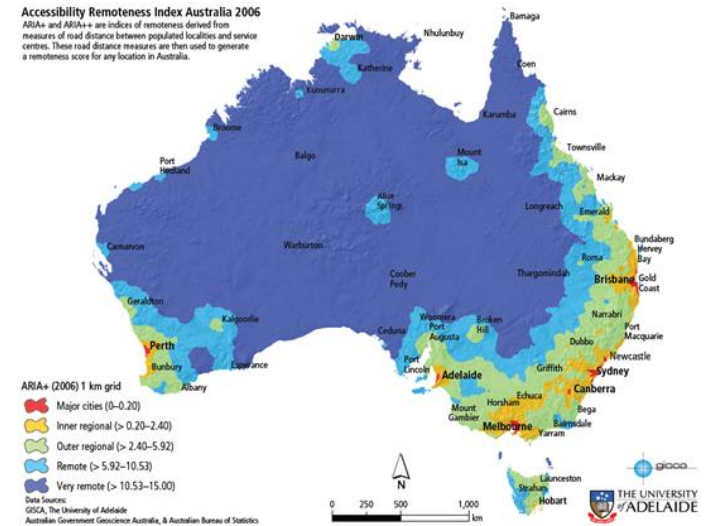 Accessibility Remoteness Index Australia 2006
ARIA+ and ARIA++ are indices of remoteness derived from
measures of road distance between populated localities and service
centres. These road distance measures are then used to generate
a remoteness score for any location in Australia.
Bamaga
Darwin
Nhulunbuy
Katherine
Coen
Kununurra
Karumba
Cairns
Broome
Balgo
Mount
Isa
Townsville
Port
Hedland
Mackay
Alice
Springs
Longreach
Emerald
Carnarvon
Warburton
Bundaberg
Hervey
Bay
Roma
Coober
Pedy
Thargomindah
Brisbane
Gold
Coast
Geraldton
Kalgoorlie
Woomera
Port
Augusta
Broken
Hill
Narrabri
Port
Macquarie
Ceduna
Dubbo
Perth
Newcastle
Bunbury
Esperance
Port
Lincoln
Adelaide
Griffith
Sydney
Albany
Canberra
Echuca
Horsham
Mount
Gambier
Bega
Bairnsdale
Melbourne
Yarram
Launceston
Strahan
Hobart
ARIA+ (2006) 1 km grid
Major cities (0–0.20)
Inner regional (> 0.20–2.40)
Outer regional (> 2.40–5.92)
Remote (> 5.92–10.53)
Very remote (> 10.53–15.00)
Data Sources:
GISCA, The University of Adelaide
Australian Government Geoscience Australia, & Australian Bureau of Statistics
N
0 250 500 1,000
km
gisca
THE UNIVERSITY
of ADELAIDE